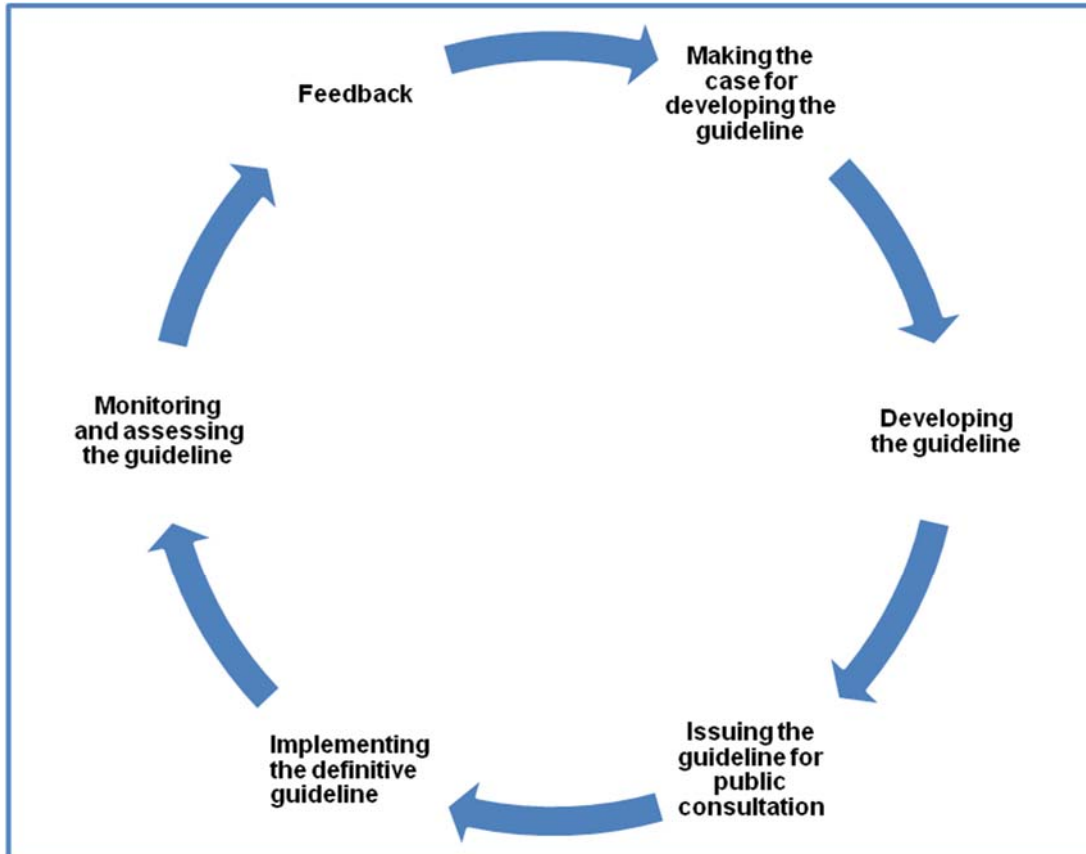 Feedback
Making the
case for
developing the
guideline
Developing
the guideline
Issuing the
guideline for
public
consultation
Implementing
the definitive
guideline
Monitoring
and assessing
the guideline